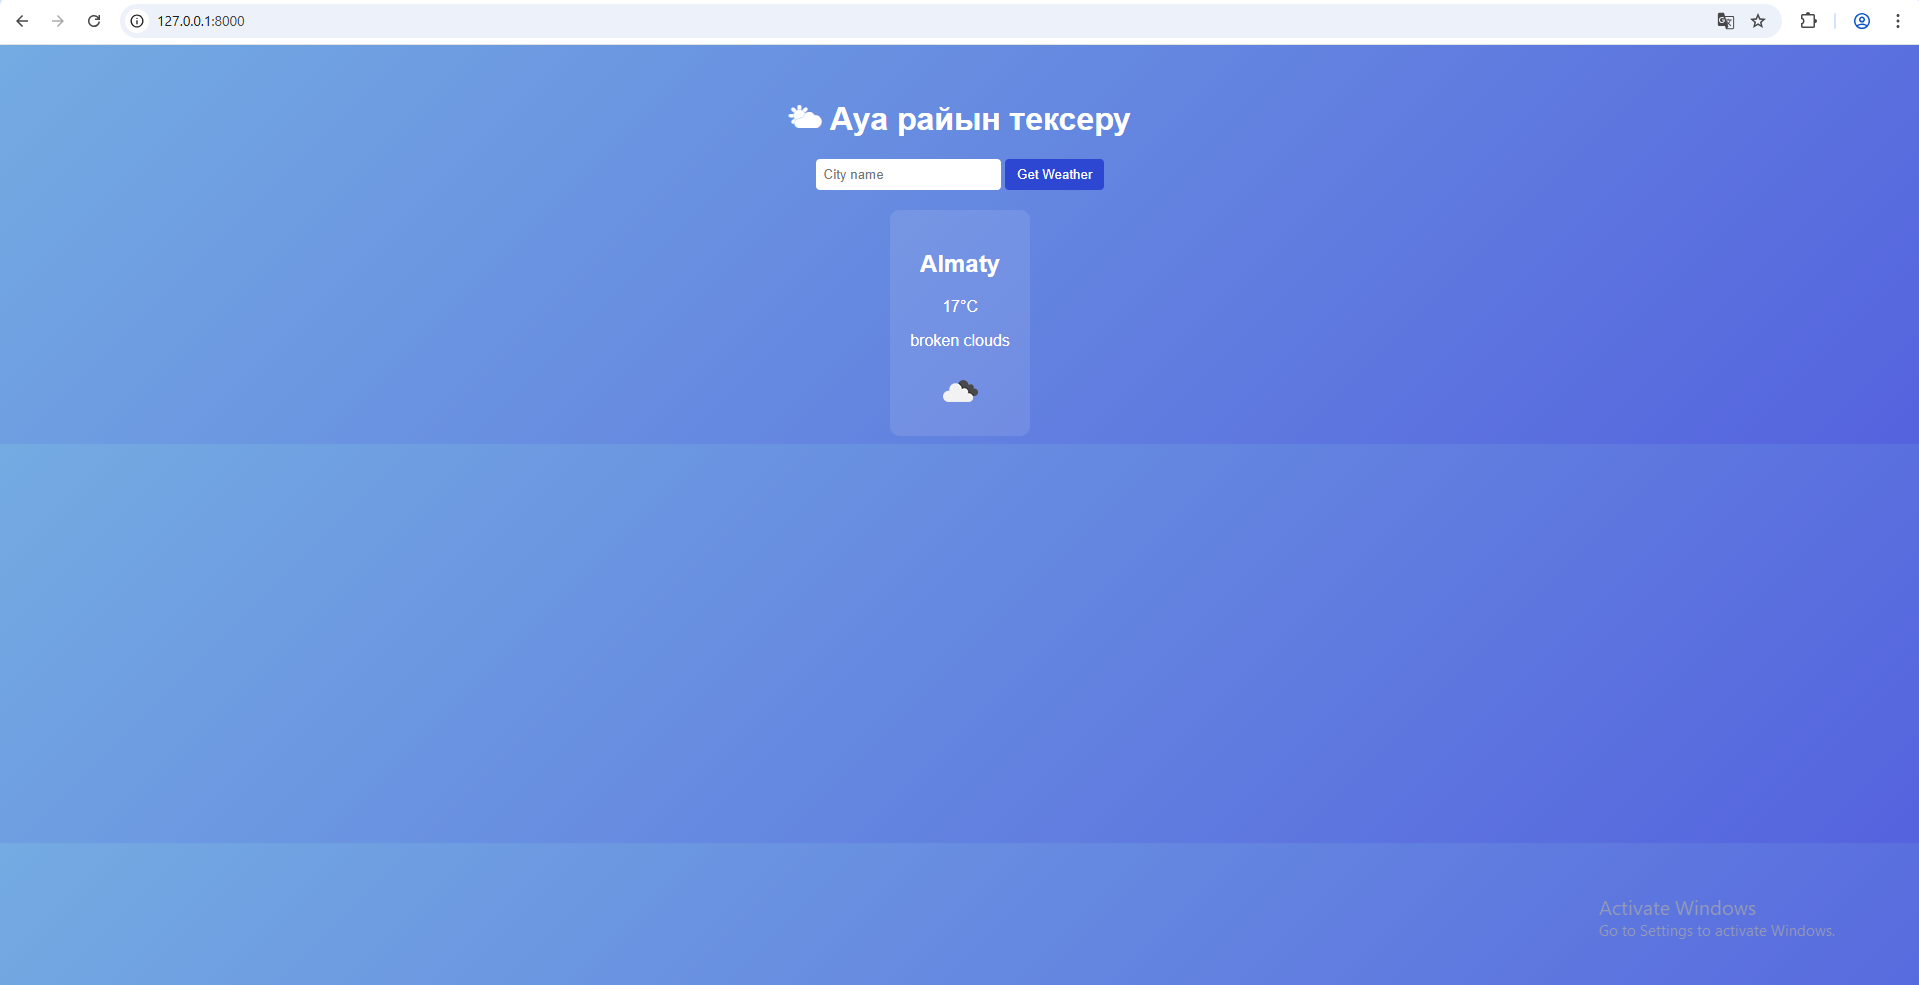 127.0.0.1:8000
Ауа райын тексеру
City name
Get Weather
Almaty
17°C
broken clouds
Activate Windows
Go to Settings to activate Windows.